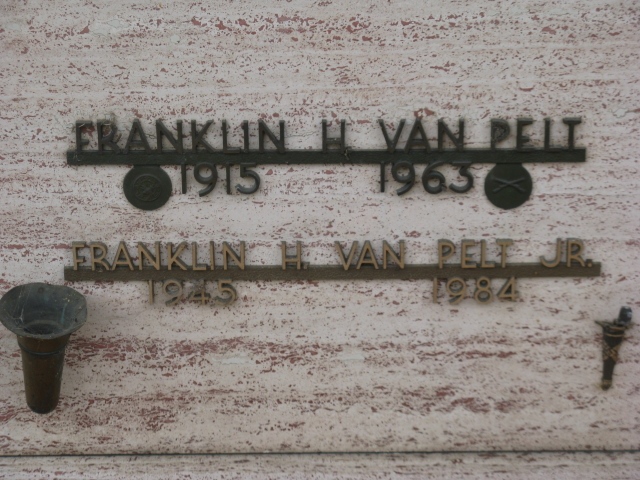 FRANKLIN H VAN PELT
1915 1963
FRANKLIN H. VAN PELT JR.
1945 1984